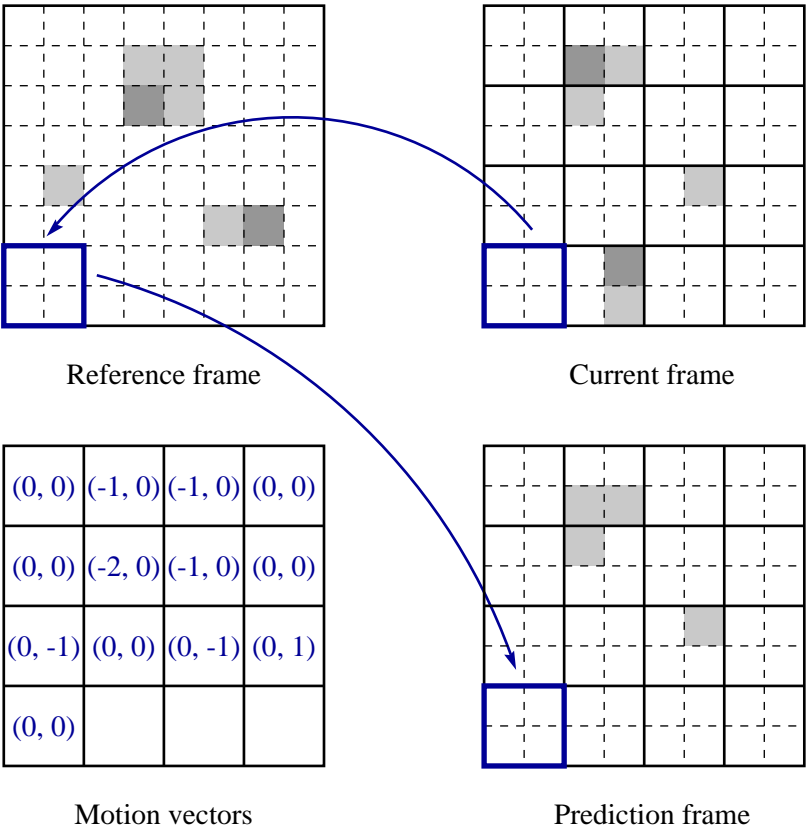 Reference frame
Current frame
(0, 0) (-1, 0) (-1, 0) (0, 0)
(0, 0) (-2, 0) (-1, 0) (0, 0)
(0, -1) (0, 0) (0, -1) (0, 1)
(0, 0)
Motion vectors
Prediction frame